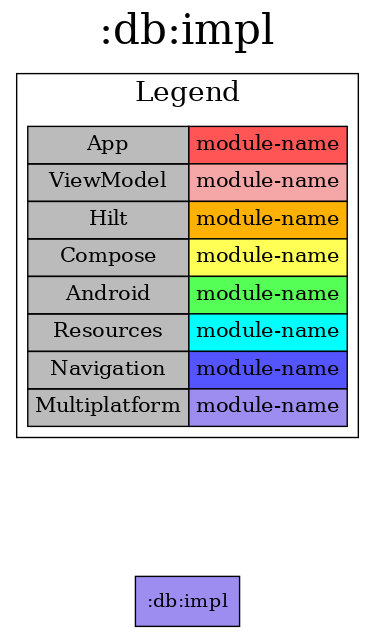 :db:impl
Legend
App module-name
ViewModel module-name
Hilt module-name
Compose module-name
Android module-name
Resources module-name
Navigation module-name
Multiplatform module-name
:db:impl